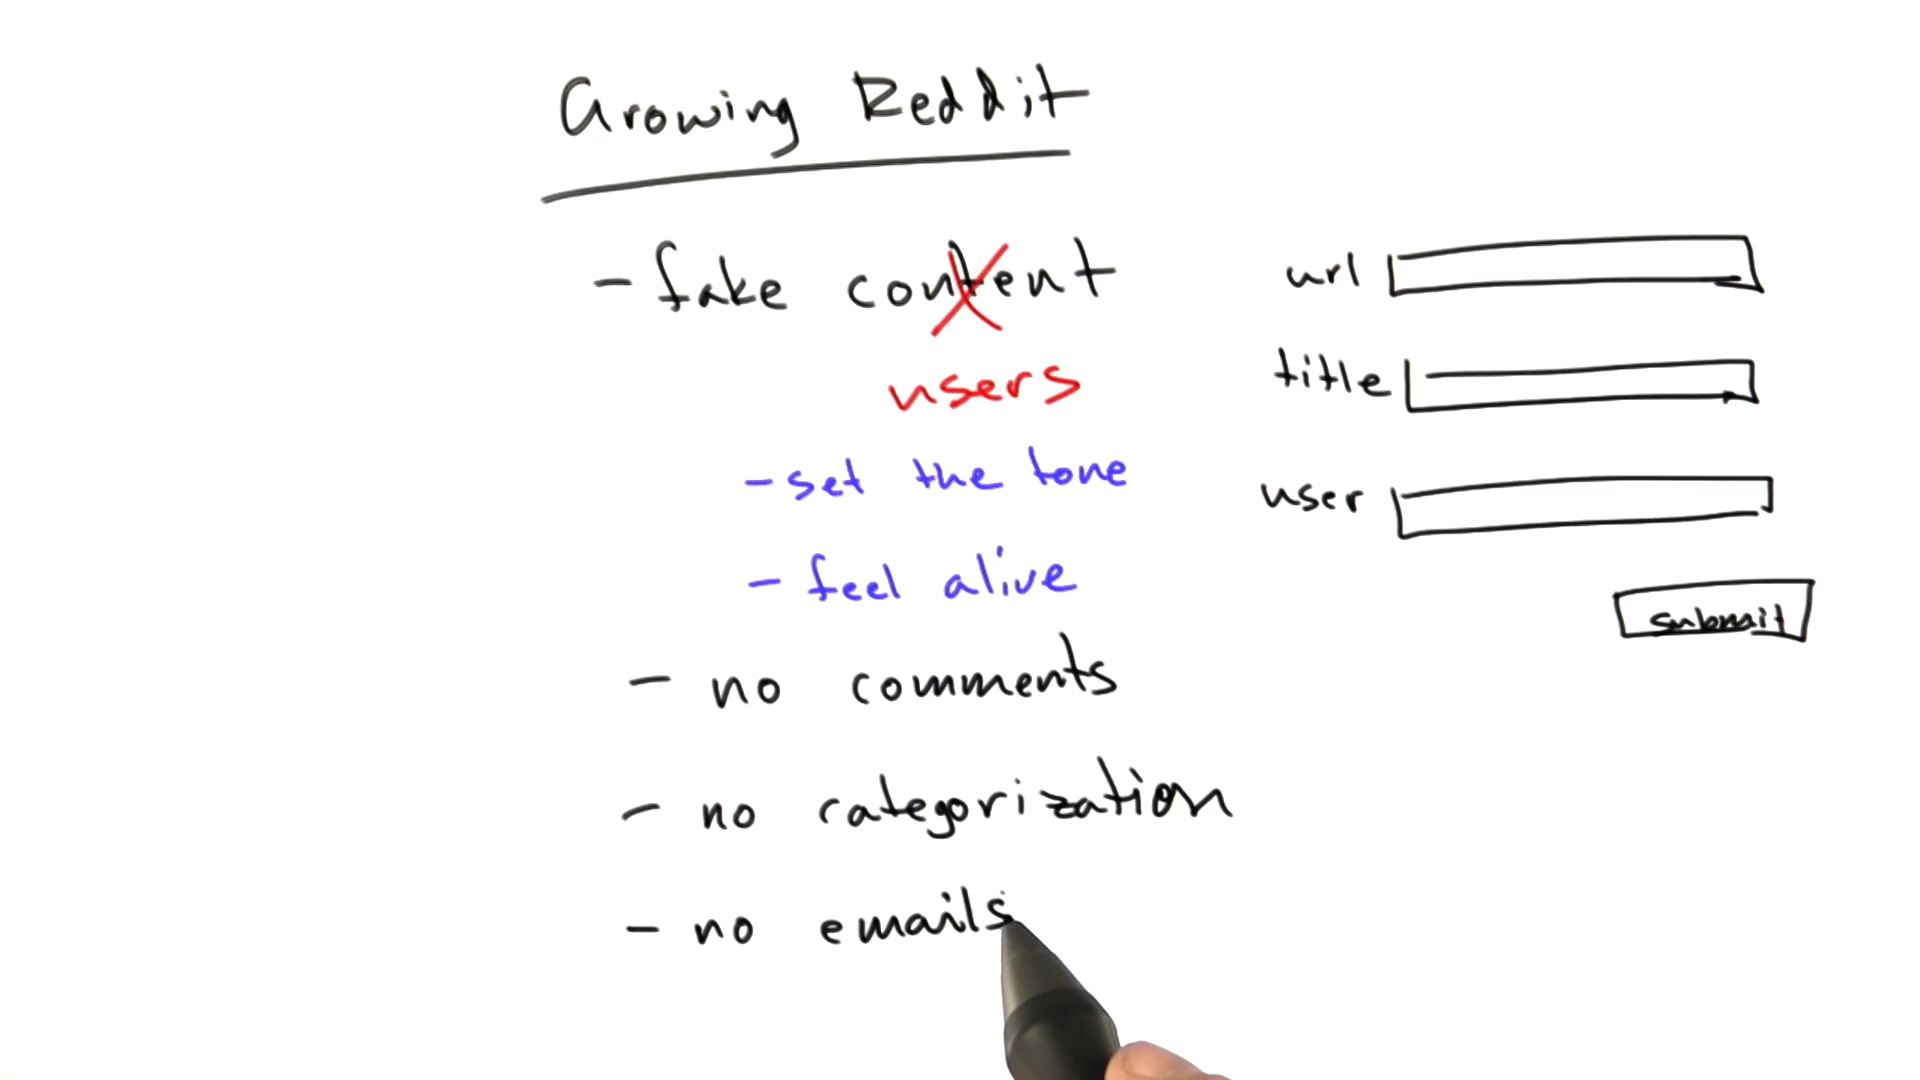 Growing Reddit
- fake content
users
- set the tone
- feel alive
- no comments
- no categorization
- no emails
url
title
user
submit